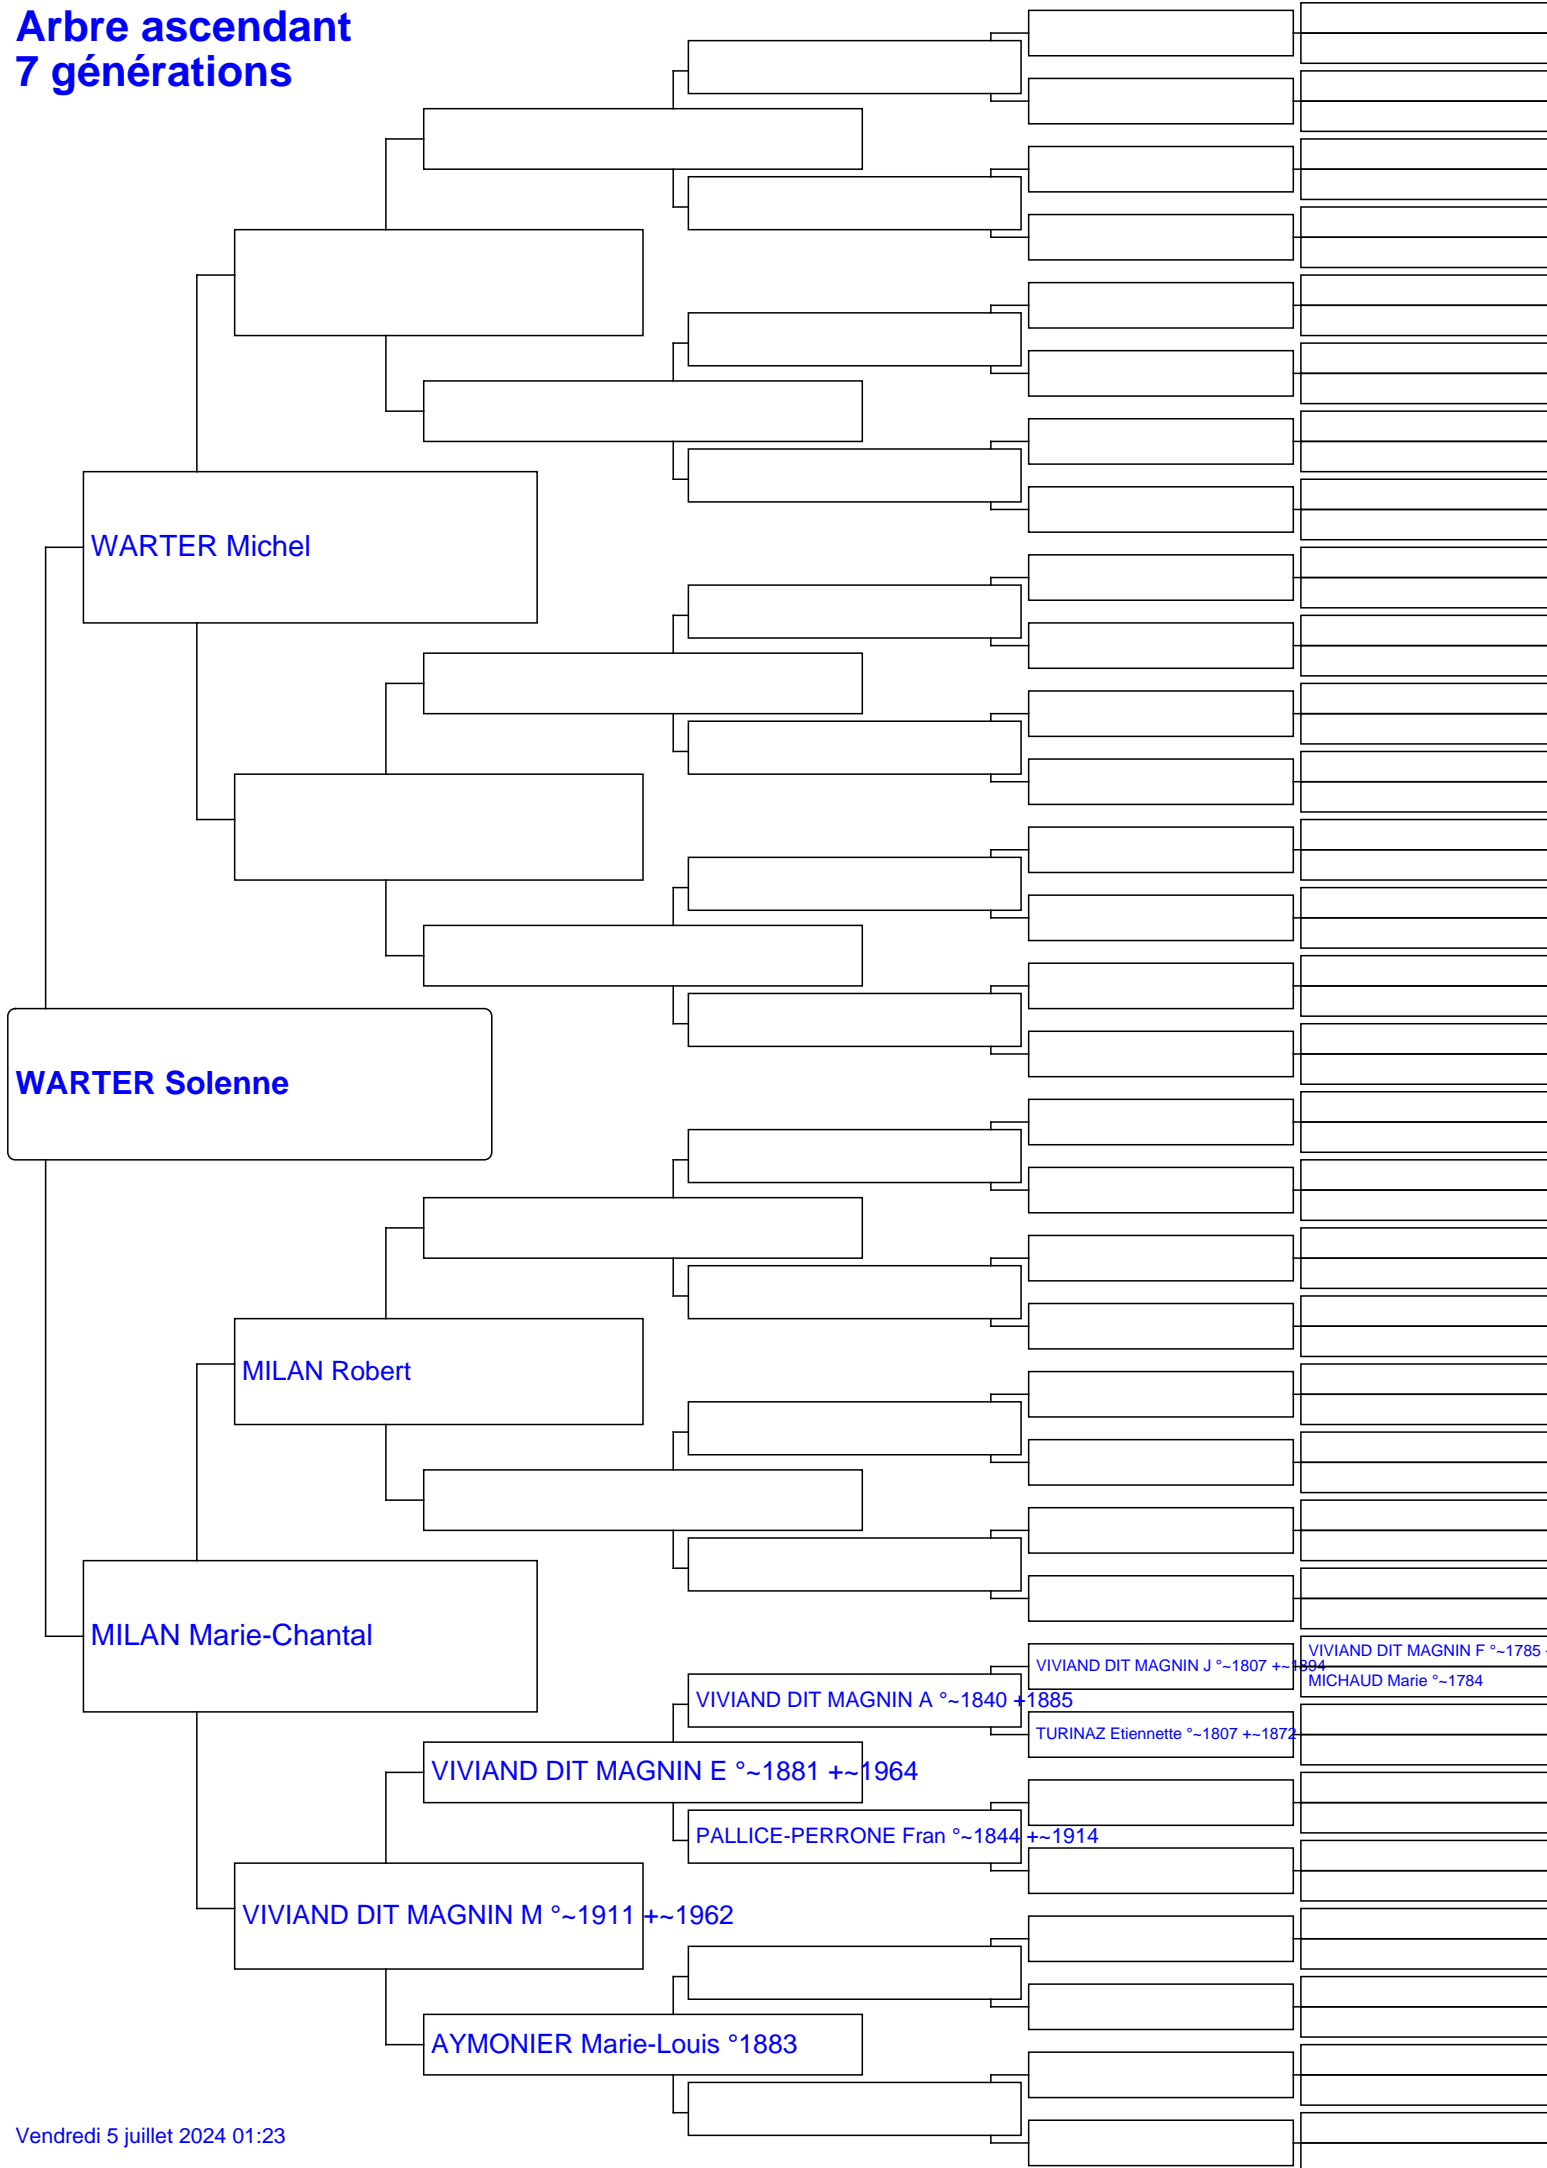 Arbre ascendant
7 générations
WARTER Michel
WARTER Solenne
MILAN Robert
MILAN Marie-Chantal
VIVIAND DIT MAGNIN J °~1807 +~1894
VIVIAND DIT MAGNIN F °~1785
MICHAUD Marie °~1784
VIVIAND DIT MAGNIN A °~1840 +1885
TURINAZ Etiennette °~1807 +~1872
VIVIAND DIT MAGNIN E °~1881 +~1964
PALLICE-PERRONE Fran °~1844 +~1914
VIVIAND DIT MAGNIN M °~1911 +~1962
AYMONIER Marie-Louis °1883
Vendredi 5 juillet 2024 01:23